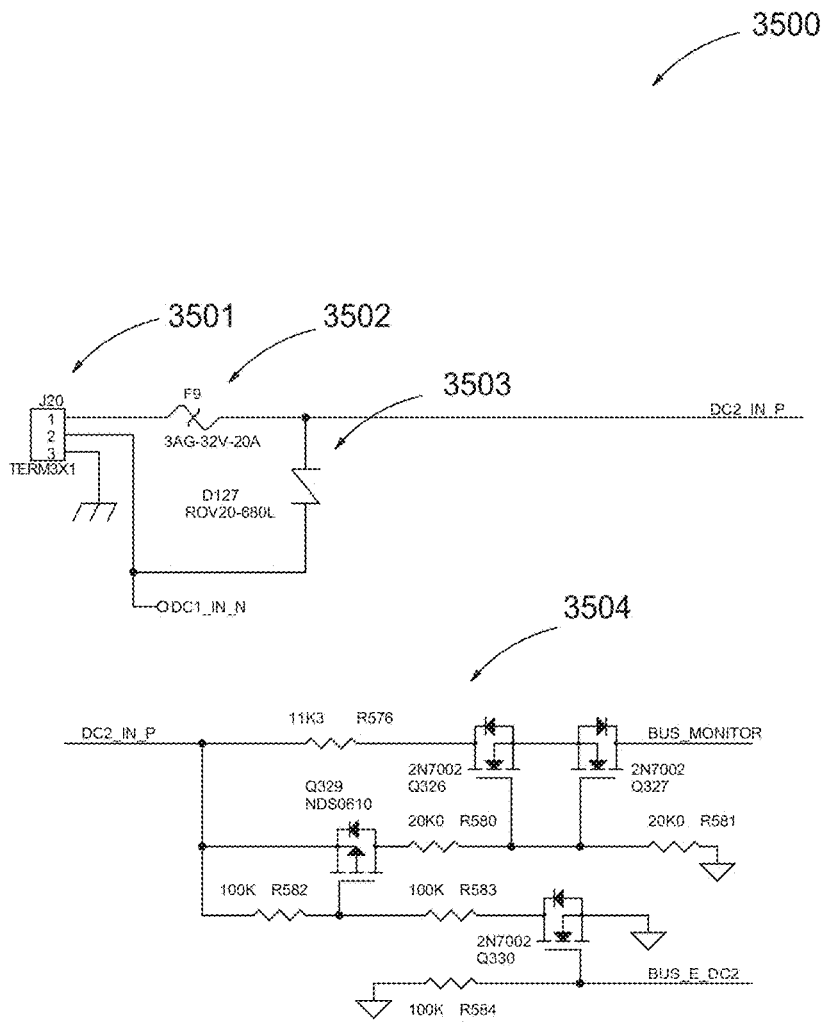 3500
3501
3502
3503
J20
1
2
3
TERM3X1
F9
3AG-32V-20A
DC2_IN_P
D127
ROV20-680L
DC1_IN_N
3504
DC2_IN_P
11K3 R576
BUS_MONITOR
2N7002
Q326
2N7002
Q327
Q329
NDS0610
20K0 R580
20K0 R581
100K R582
100K R583
2N7002
Q330
BUS_E_DC2
100K R584